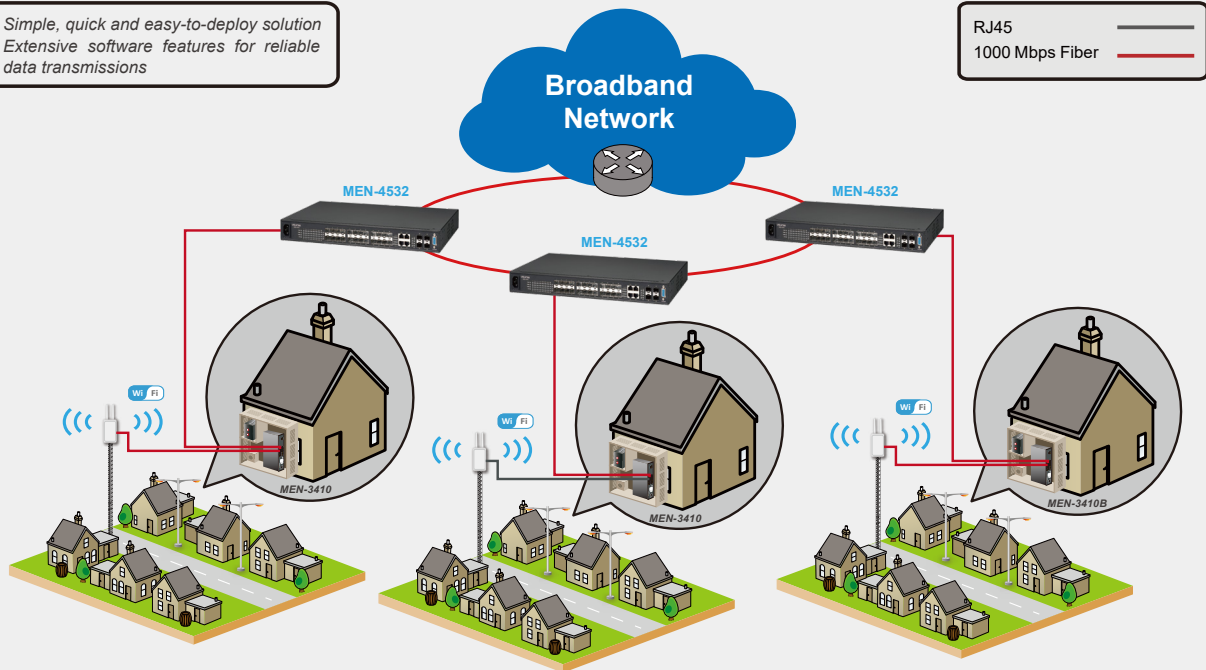 Simple, quick and easy-to-deploy solution
Extensive software features for reliable
data transmissions
RJ45
1000 Mbps Fiber
Broadband
Network
MEN-4532
MEN-4532
MEN-4532
Wi Fi
Wi Fi
Wi Fi
MEN-3410
MEN-3410
MEN-3410B